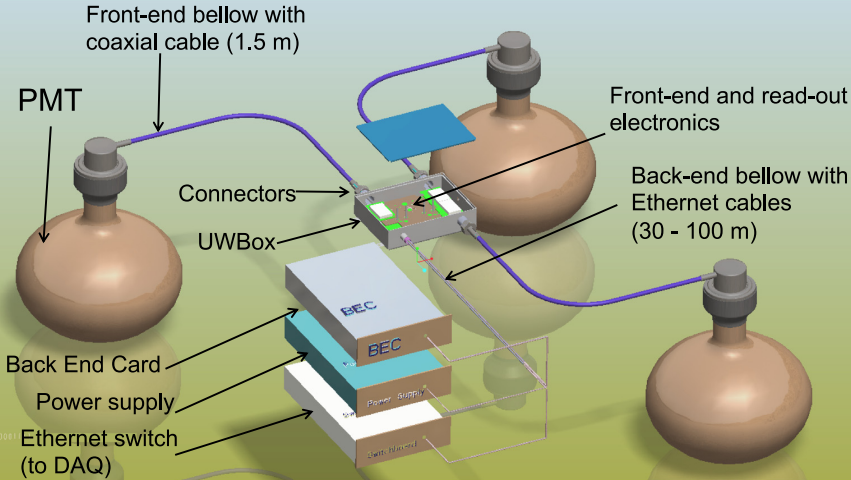 Front-end bellow with
coaxial cable (1.5 m)
PMT
Front-end and read-out
electronics
Connectors
Back-end bellow with
Ethernet cables
(30 - 100 m)
UWBox
BEC
BEC
Back End Card
Power supply
Power Supply
Ethernet switch
(to DAQ)